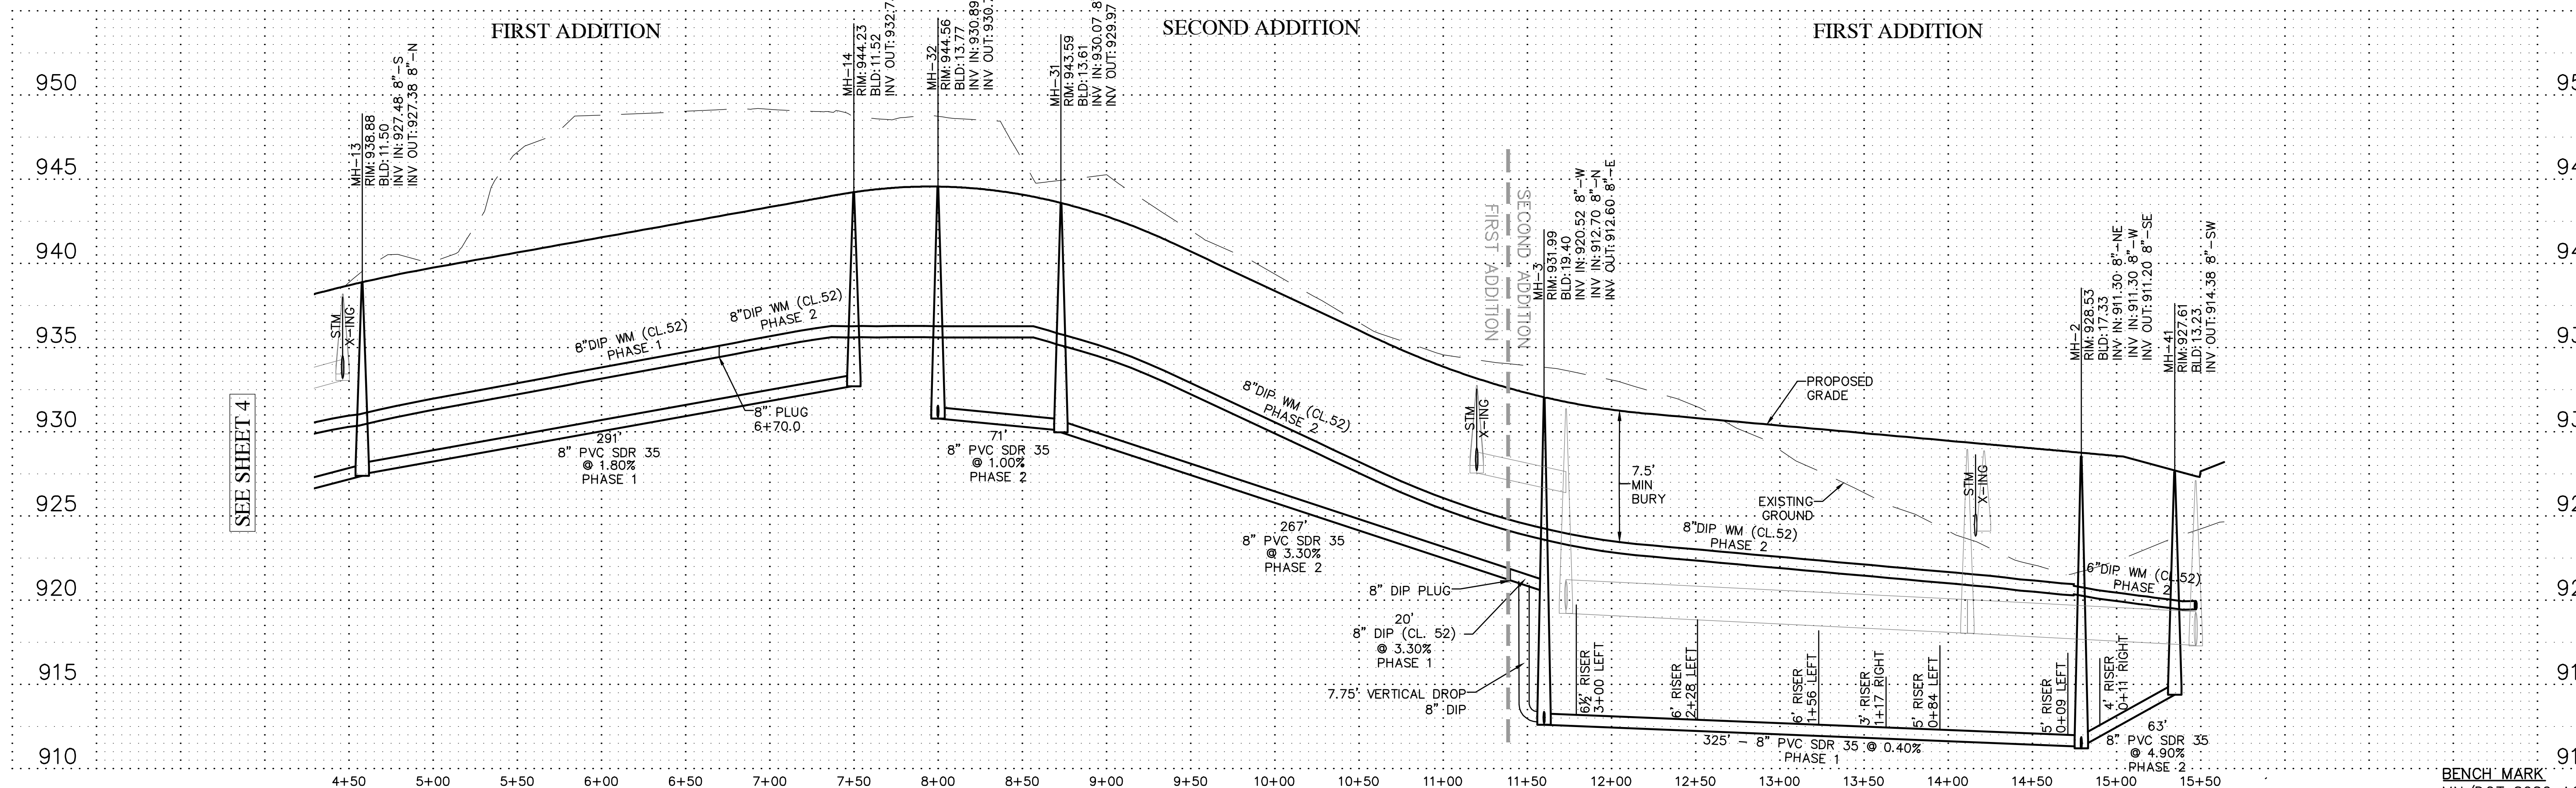 FIRST ADDITION
SECOND ADDITION
FIRST ADDITION
950
945
940
935
930
925
920
915
910
SEE SHEET 4
MH-13
RIM: 938.88
BLD: 11.50
INV IN: 927.48 8"-S
INV OUT: 927.38 8"-N
MH-14
RIM: 944.23
BLD: 11.52
INV OUT: 932.7
MH-32
RIM: 944.56
BLD: 13.77
INV IN: 930.89
INV OUT: 930.
MH-31
RIM: 943.59
BLD: 13.61
INV IN: 930.07 8
INV OUT: 929.97
FIRST ADDITION
SECOND ADDITION
MH-3
RIM: 931.99
BLD: 19.40
INV IN: 920.52 8"-W
INV IN: 912.70 8"-N
INV OUT: 912.60 8"-E
MH-2
RIM: 928.53
BLD: 17.33
INV IN: 911.30 8"-NE
INV IN: 911.30 8"-W
INV OUT: 911.20 8"-SE
MH-41
RIM: 927.61
BLD: 13.23
INV OUT: 914.38 8"-SW
STM
X-ING
8"DIP WM (CL.52)
PHASE 1
8"DIP WM (CL.52)
PHASE 2
8" PLUG
6+70.0
291'
8" PVC SDR 35
@ 1.80%
PHASE 1
71'
8" PVC SDR 35
@ 1.00%
PHASE 2
8"DIP WM (CL.52)
PHASE 2
267'
8" PVC SDR 35
@ 3.30%
PHASE 2
STM
X-ING
8" DIP PLUG
20'
8" DIP (CL. 52)
@ 3.30%
PHASE 1
7.75' VERTICAL DROP
8" DIP
7.5'
MIN
BURY
PROPOSED
GRADE
EXISTING
GROUND
8"DIP WM (CL.52)
PHASE 2
STM
X-ING
6"DIP WM (CL.52)
PHASE 2
6½' RISER
3+00 LEFT
6' RISER
2+28 LEFT
6' RISER
1+56 LEFT
3' RISER
1+17 RIGHT
5' RISER
0+84 LEFT
5' RISER
0+09 LEFT
4' RISER
0+11 RIGHT
325' - 8" PVC SDR 35 @ 0.40%
PHASE 1
63'
8" PVC SDR 35
@ 4.90%
PHASE 2
4+50 5+00 5+50 6+00 6+50 7+00 7+50 8+00 8+50 9+00 9+50 10+00 10+50 11+00 11+50 12+00 12+50 13+00 13+50 14+00 14+50 15+00 15+50
BENCH MARK